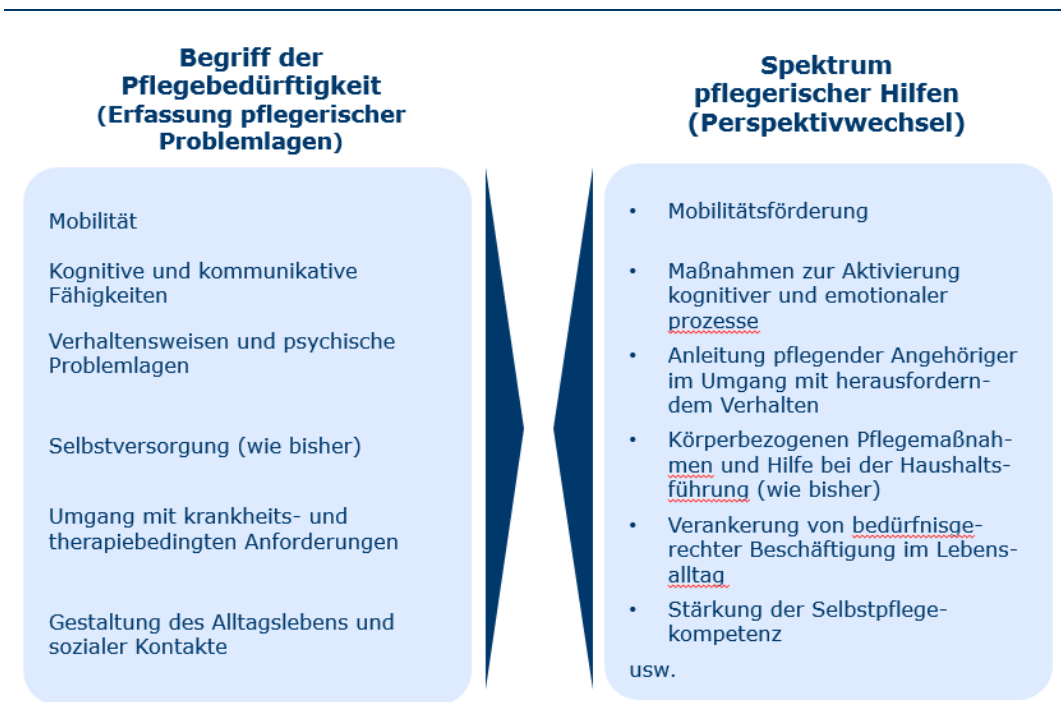 Begriff der
Pflegebedürftigkeit
(Erfassung pflegerischer
Problemlagen)
Mobilität
Kognitive und kommunikative
Fähigkeiten
Verhaltensweisen und psychische
Problemlagen
Selbstversorgung (wie bisher)
Umgang mit krankheits- und
therapiebedingten Anforderungen
Gestaltung des Alltagslebens und
sozialer Kontakte
Spektrum
pflegerischer Hilfen
(Perspektivwechsel)
• Mobilitätsförderung
• Maßnahmen zur Aktivierung
kognitiver und emotionaler
prozesse
• Anleitung pflegender Angehöriger
im Umgang mit herausfordern-
dem Verhalten
• Körperbezogenen Pflegemaßnah-
men und Hilfe bei der Haushalts-
führung (wie bisher)
• Verankerung von bedürfnisge-
rechter Beschäftigung im Lebens-
alltag
• Stärkung der Selbstpflege-
kompetenz
usw.